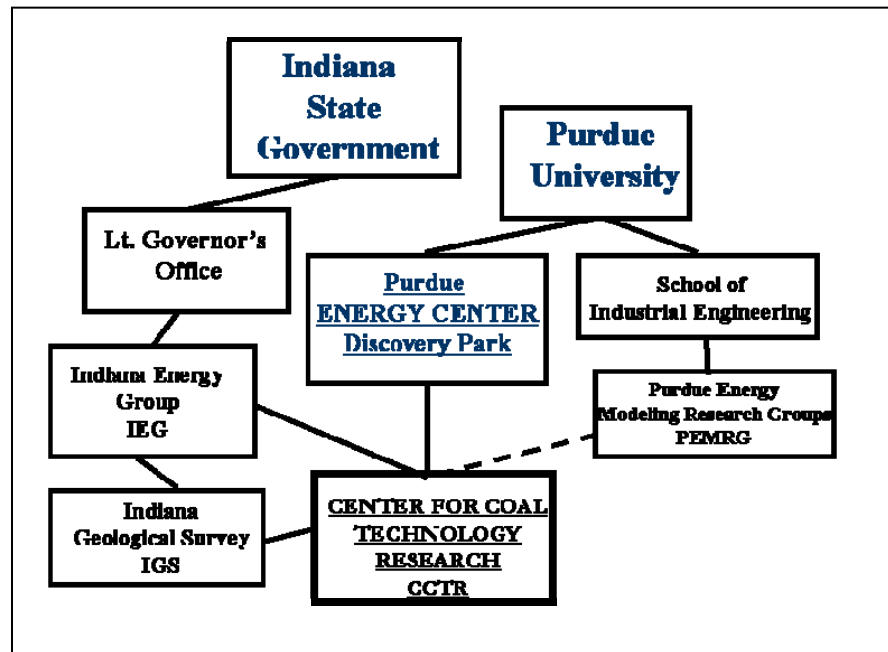 Indiana
State
Government
Purduc
University
Lt. Governor's
Office
Purdue
ENERGY CENTER
Discovery Park
School of
Industrial Engineering
Indiana Energy
Group
IEG
Purdue Energy
Modeling Research Groups
PEMRG
Indiana
Geological Survey
IGS
CENTER FOR COAL
TECHNOLOGY
RESEARCH
CCTR